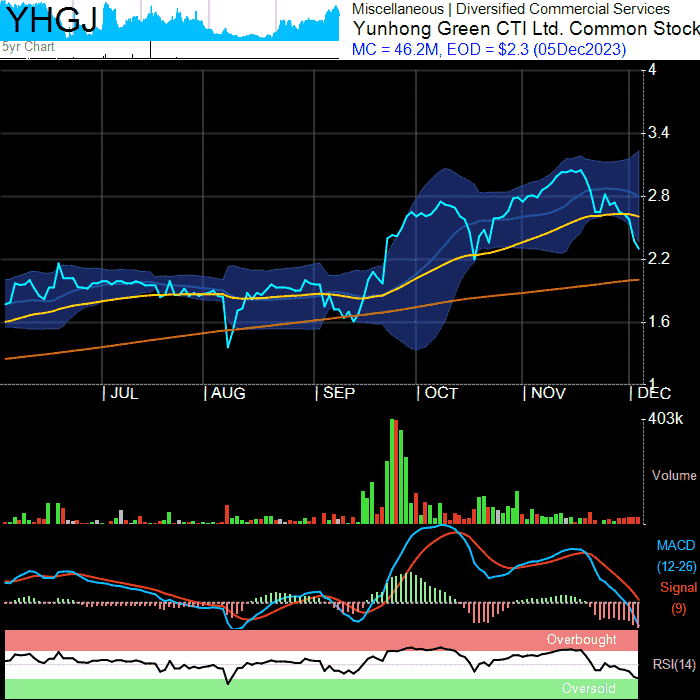 YHGJ
5yr Chart
Miscellaneous | Diversified Commercial Services
Yunhong Green CTI Ltd. Common Stock
MC = 46.2M, EOD = $2.3 (05Dec2023)
4
3.4
2.8
2.2
1.6
1
| JUL | AUG | SEP | OCT | NOV | DEC
403k
Volume
MACD
(12-26)
Signal
(9)
Overbought
RSI(14)
Oversold